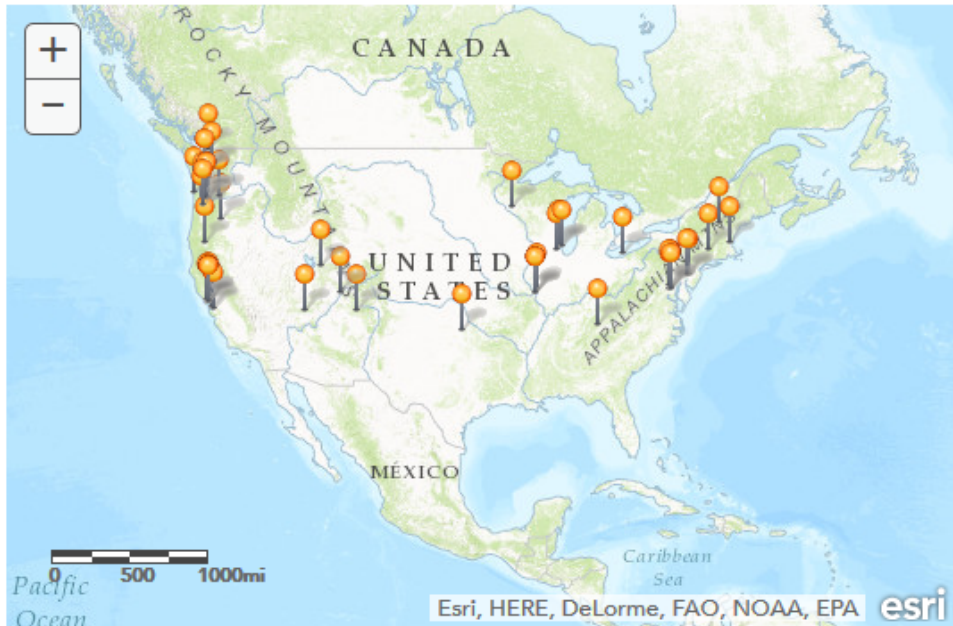 +
−
CANADA
ROCKY MOUNT
UNITED
STATES
APPALACHI
MÉXICO
Caribbean
Sea
0 500 1000mi
Pacific
Ocean
Esri, HERE, DeLorme, FAO, NOAA, EPA esri